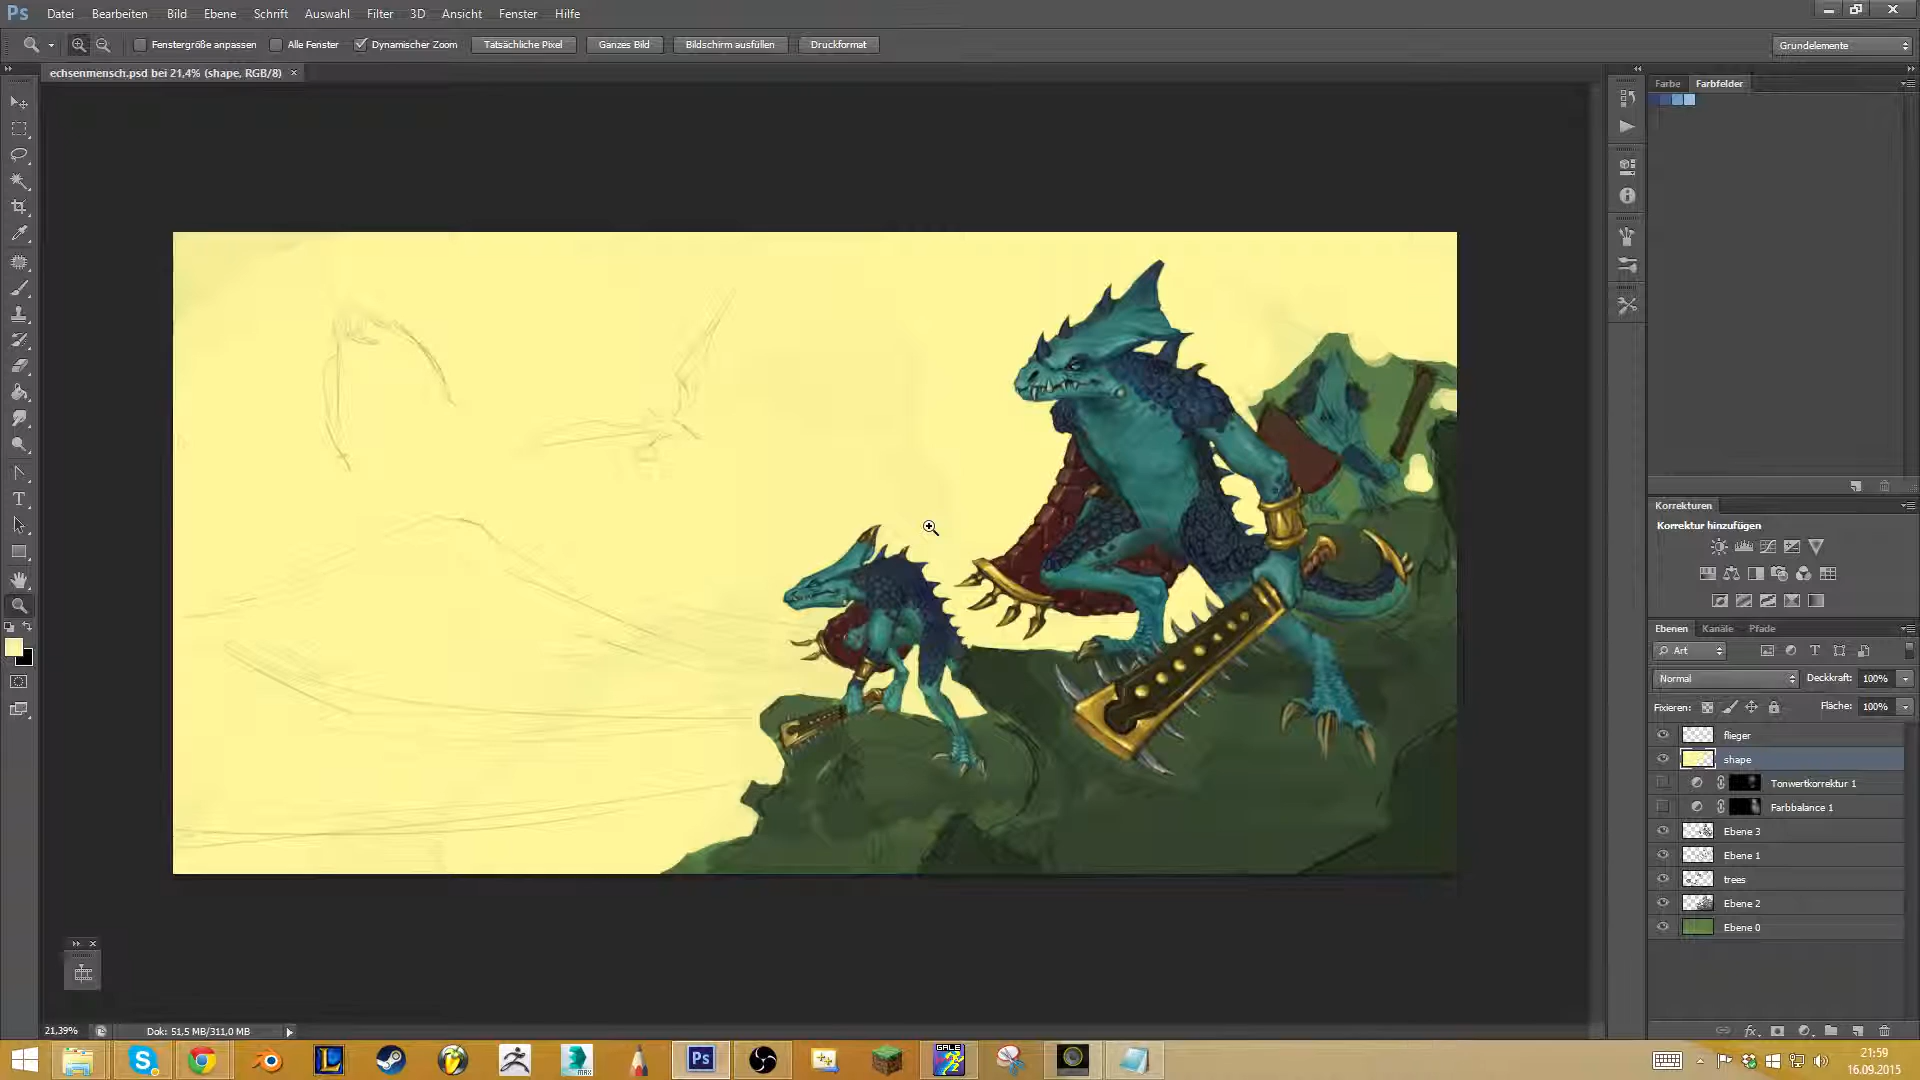 Ps Datei Bearbeiten Bild Ebene Schrift Auswahl Filter 3D Ansicht Fenster Hilfe
Fenstergröße anpassen Alle Fenster Dynamischer Zoom Tatsächliche Pixel Ganzes Bild Bildschirm ausfüllen Druckformat Grundelemente
echsenmensch.psd bei 21,4% (shape, RGB/8) ×
Farbe Farbfelder
Korrekturen
Korrektur hinzufügen
Ebenen Kanäle Pfade
Art
Normal Deckkraft: 100%
Fixieren: Fläche: 100%
flieger
shape
Tonwertkorrektur 1
Farbbalance 1
Ebene 3
Ebene 1
trees
Ebene 2
Ebene 0
21,39% Dok: 51,5 MB/311,0 MB
L MAX Ps GALE
21:59
16.09.2015